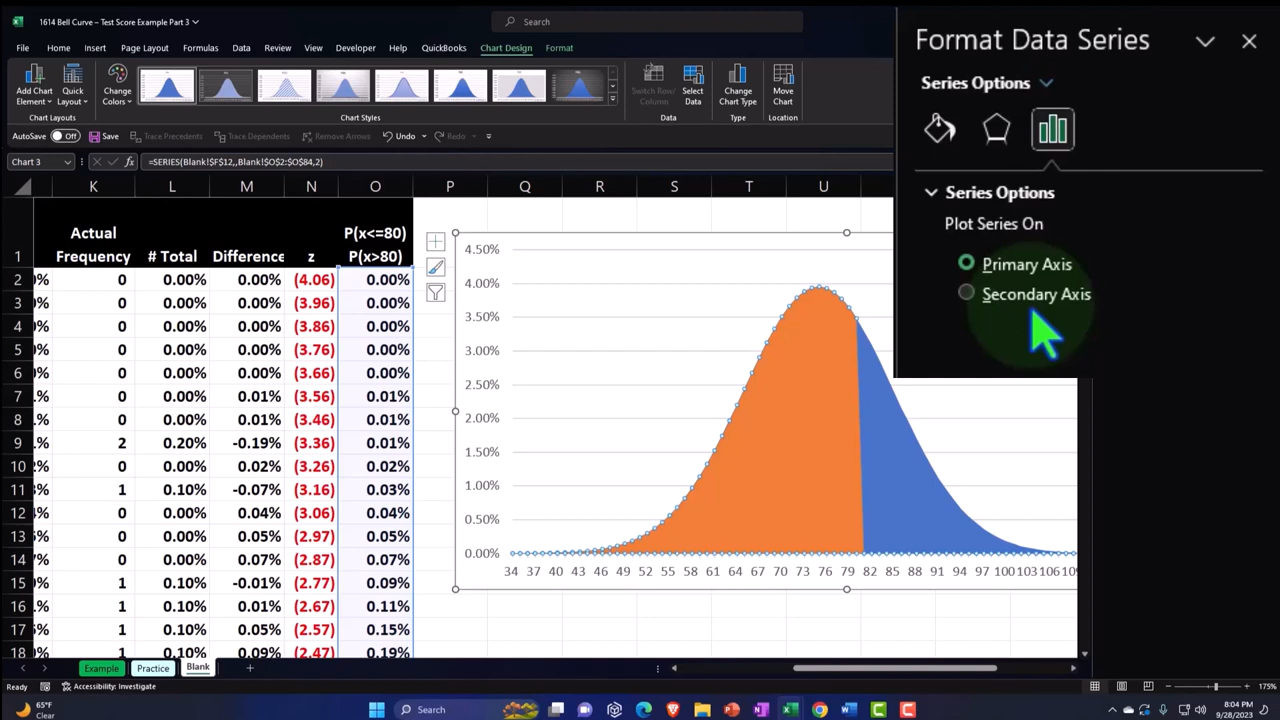 1614 Bell Curve – Test Score Example Part 3
Search
File Home Insert Page Layout Formulas Data Review View Developer Help QuickBooks Chart Design Format
Add Chart Element
Quick Layout
Change Colors
Switch Row/ Column
Select Data
Change Chart Type
Move Chart
Chart Layouts
Chart Styles
Data
Type
Location
AutoSave Off Save Trace Precedents Trace Dependents Remove Arrows Undo Redo
Chart 3 fx =SERIES(Blank!$F$12,,Blank!$O$2:$O$84,2)
K L M N O P Q R S T U
Actual P(x<=80)
1 Frequency # Total Difference z P(x>80)
2 0 0.00% 0.00% (4.06) 0.00%
3 0 0.00% 0.00% (3.96) 0.00%
4 0 0.00% 0.00% (3.86) 0.00%
5 0 0.00% 0.00% (3.76) 0.00%
6 0 0.00% 0.00% (3.66) 0.00%
7 0 0.00% 0.01% (3.56) 0.01%
8 0 0.00% 0.01% (3.46) 0.01%
9 2 0.20% -0.19% (3.36) 0.01%
10 0 0.00% 0.02% (3.26) 0.02%
11 1 0.10% -0.07% (3.16) 0.03%
12 0 0.00% 0.04% (3.06) 0.04%
13 0 0.00% 0.05% (2.97) 0.05%
14 0 0.00% 0.07% (2.87) 0.07%
15 1 0.10% -0.01% (2.77) 0.09%
16 1 0.10% 0.01% (2.67) 0.11%
17 1 0.10% 0.05% (2.57) 0.15%
18 1 0.10% 0.09% (2.47) 0.19%
4.50%
4.00%
3.50%
3.00%
2.50%
2.00%
1.50%
1.00%
0.50%
0.00%
34 37 40 43 46 49 52 55 58 61 64 67 70 73 76 79 82 85 88 91 94 97 100 103 106
Format Data Series
Series Options
Series Options
Plot Series On
Primary Axis
Secondary Axis
Example Practice Blank
Ready Accessibility: Investigate 175%
65°F
Clear
Search
8:04 PM
9/28/2023